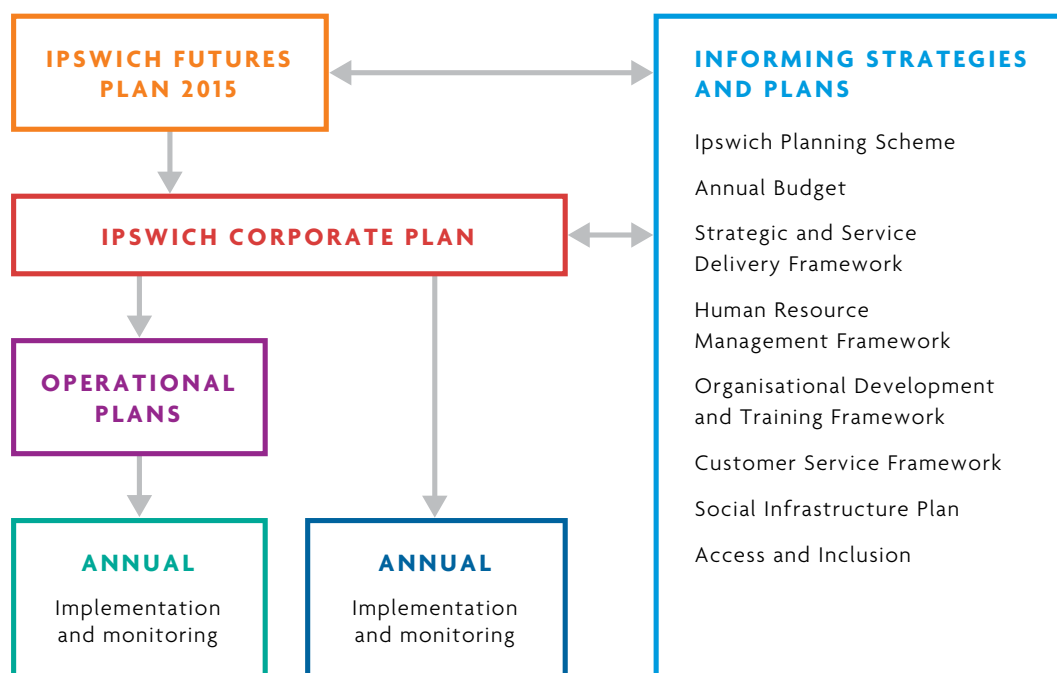 IPSWICH FUTURES
PLAN 2015
IPSWICH CORPORATE PLAN
OPERATIONAL
PLANS
ANNUAL
Implementation
and monitoring
ANNUAL
Implementation
and monitoring
INFORMING STRATEGIES
AND PLANS
Ipswich Planning Scheme
Annual Budget
Strategic and Service
Delivery Framework
Human Resource
Management Framework
Organisational Development
and Training Framework
Customer Service Framework
Social Infrastructure Plan
Access and Inclusion